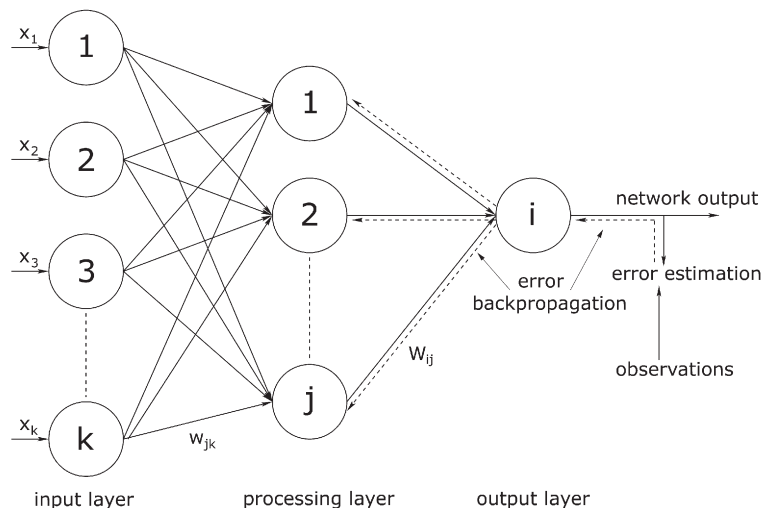 x₁
1
1
x₂
2
2
i
network output
x₃
3
error estimation
error
backpropagation
Wᵢⱼ
observations
j
xₖ
k
wⱼₖ
input layer
processing layer
output layer